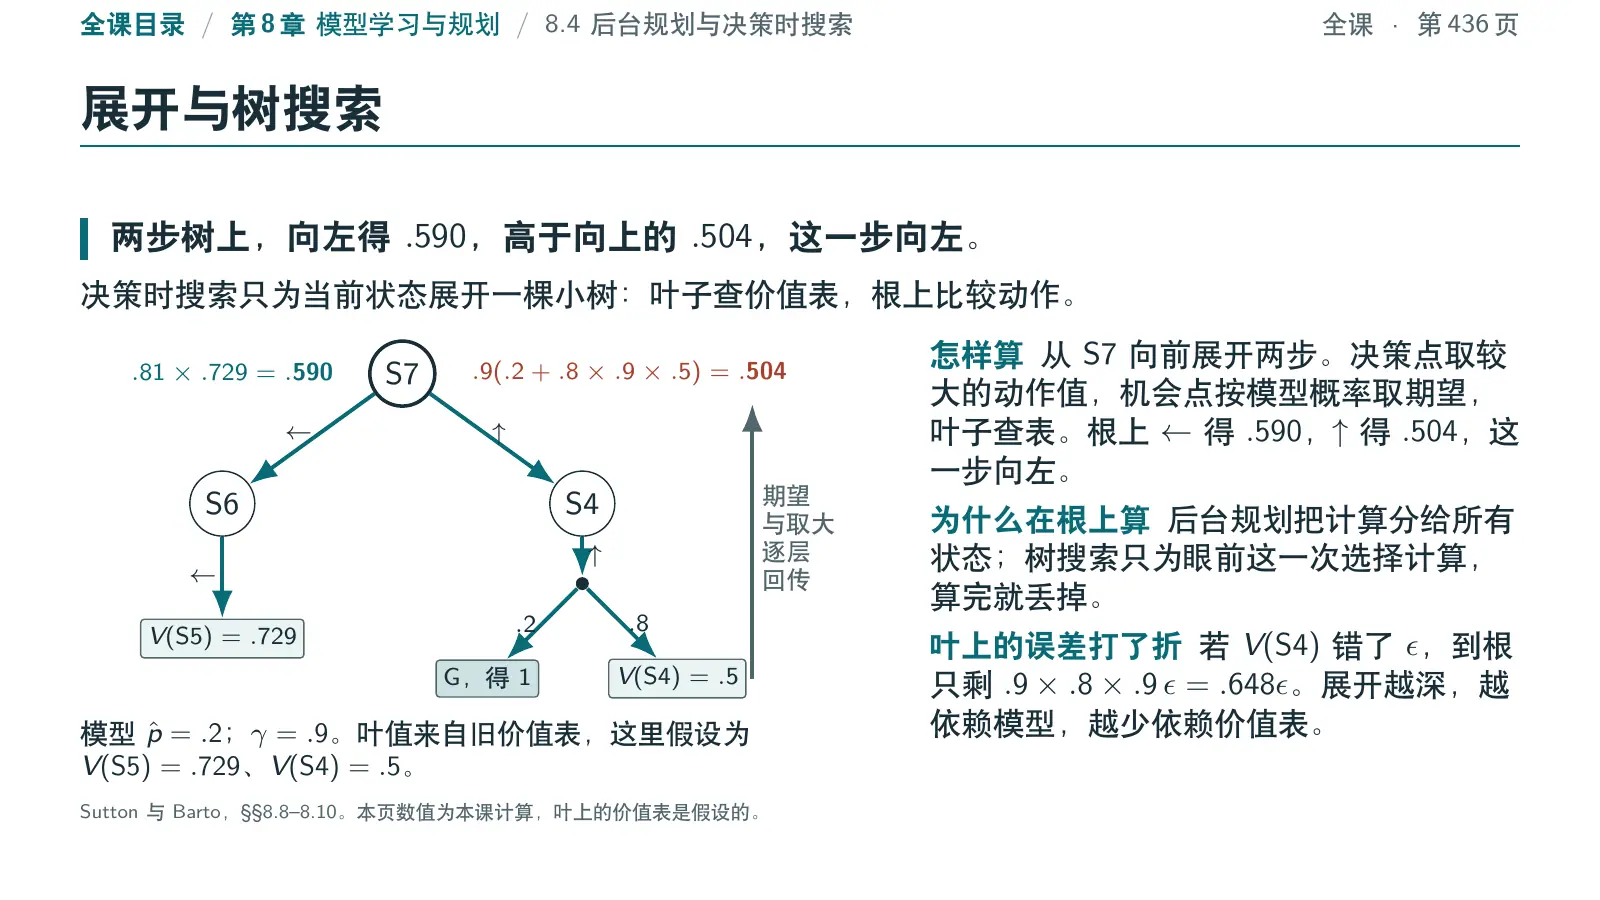 全课目录 / 第 8 章 模型学习与规划 / 8.4 后台规划与决策时搜索
全课 · 第 436 页
展开与树搜索
两步树上，向左得 .590，高于向上的 .504，这一步向左。
决策时搜索只为当前状态展开一棵小树：叶子查价值表，根上比较动作。
.81 × .729 = .590
S7
.9(.2 + .8 × .9 × .5) = .504
←
↑
S6
S4
←
↑
.2
.8
V(S5) = .729
G，得 1
V(S4) = .5
期望
与取大
逐层
回传
模型 p̂ = .2；γ = .9。叶值来自旧价值表，这里假设为
V(S5) = .729、V(S4) = .5。
Sutton 与 Barto，§§8.8–8.10。本页数值为本课计算，叶上的价值表是假设的。
怎样算 从 S7 向前展开两步。决策点取较
大的动作值，机会点按模型概率取期望，
叶子查表。根上 ← 得 .590，↑ 得 .504，这
一步向左。
为什么在根上算 后台规划把计算分给所有
状态；树搜索只为眼前这一次选择计算，
算完就丢掉。
叶上的误差打了折 若 V(S4) 错了 ϵ，到根
只剩 .9 × .8 × .9 ϵ = .648ϵ。展开越深，越
依赖模型，越少依赖价值表。